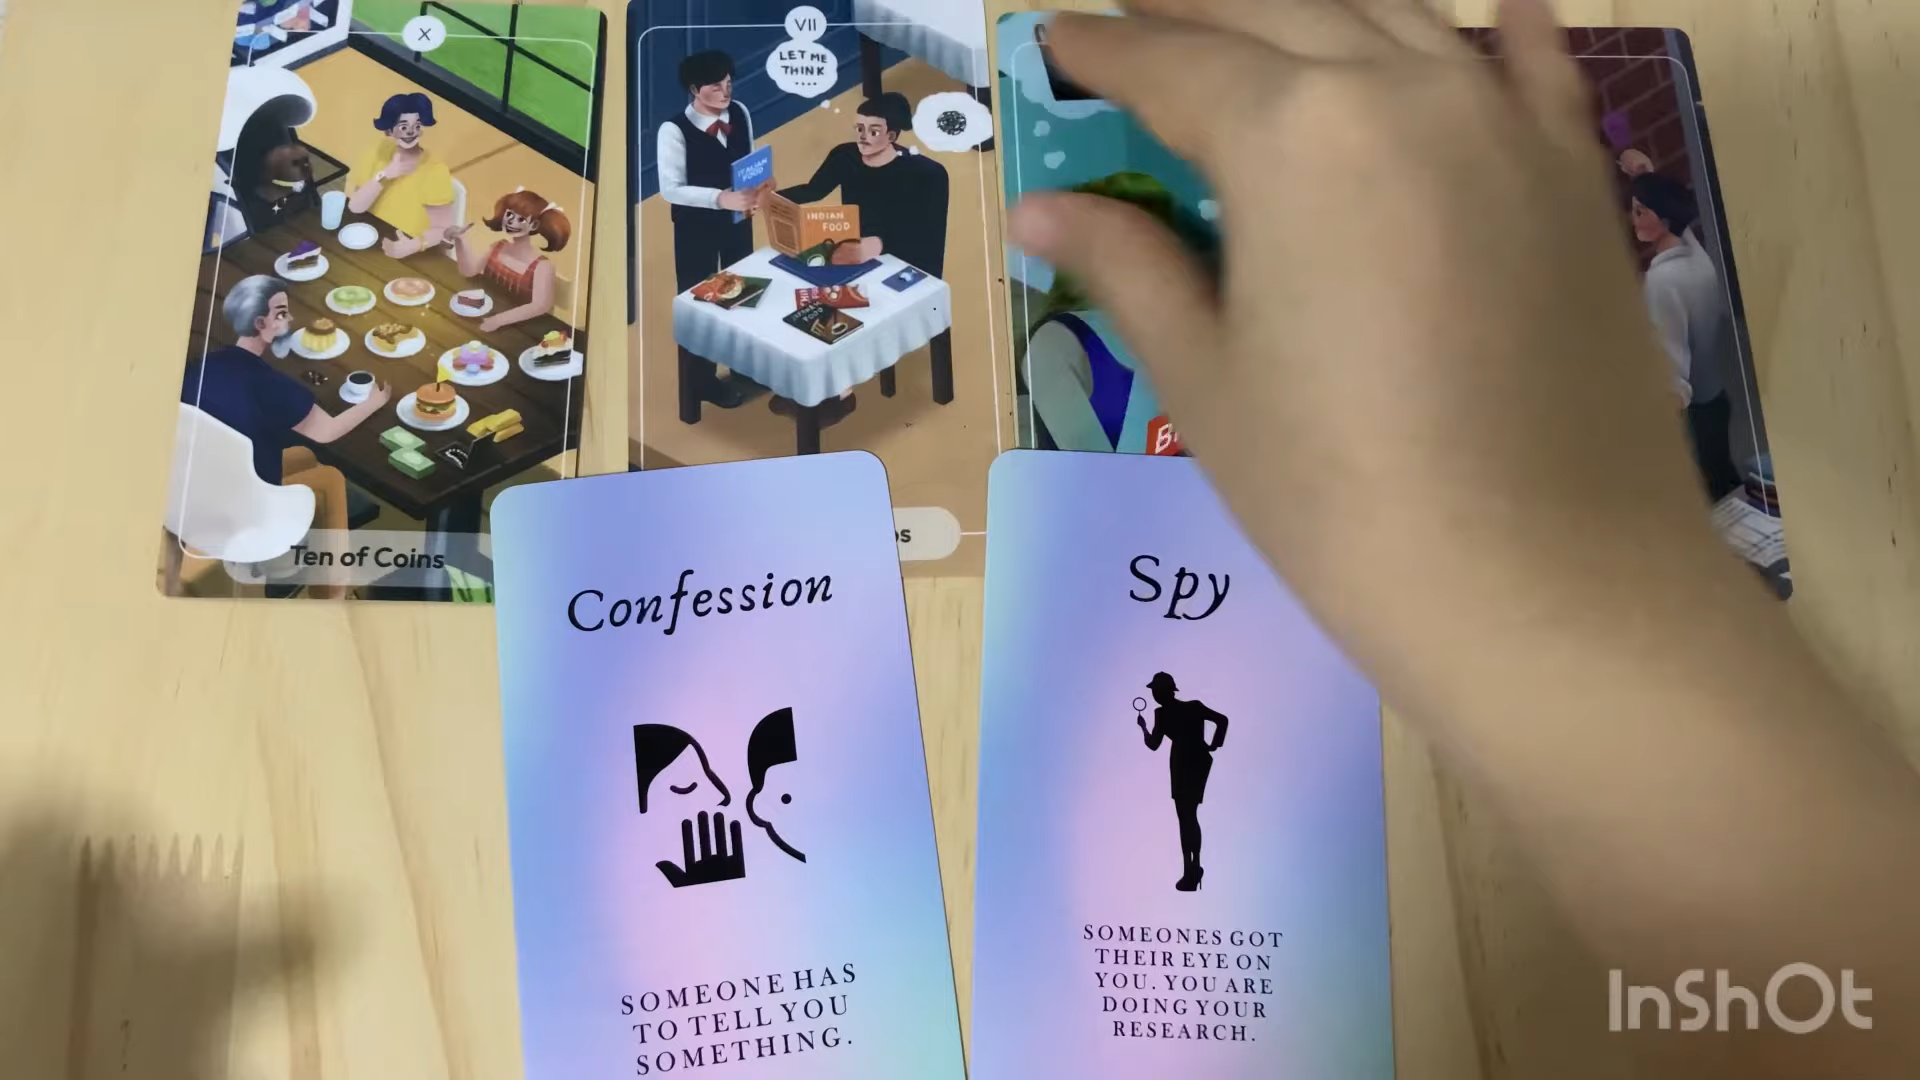 X
VII
LET ME
THINK
....
ITALIAN
FOOD
INDIAN
FOOD
Ten of Coins
Confession
SOMEONE HAS
TO TELL YOU
SOMETHING.
Spy
SOMEONES GOT
THEIR EYE ON
YOU. YOU ARE
DOING YOUR
RESEARCH.
InShOt